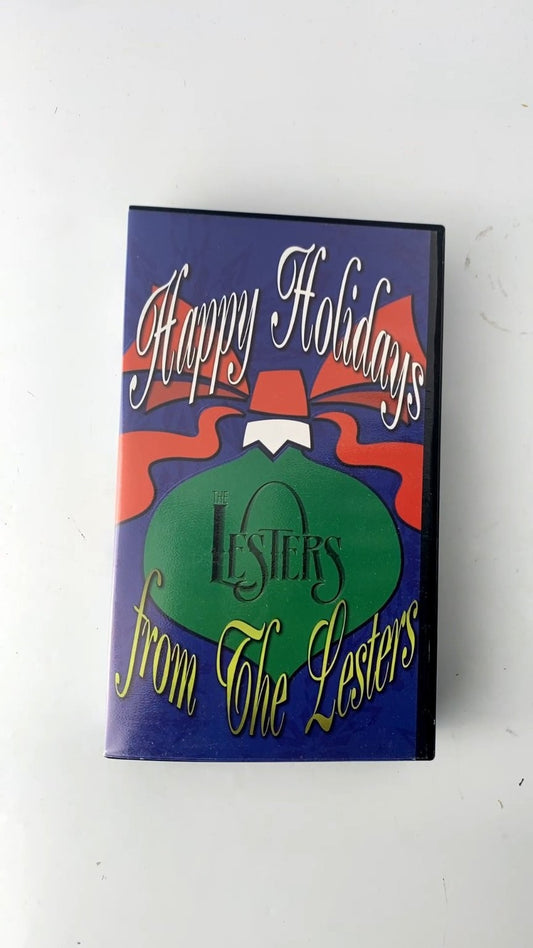 Happy Holidays
THE
LESTERS
from The Lesters